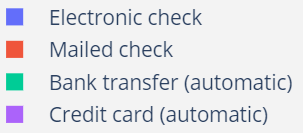 Electronic check
Mailed check
Bank transfer (automatic)
Credit card (automatic)